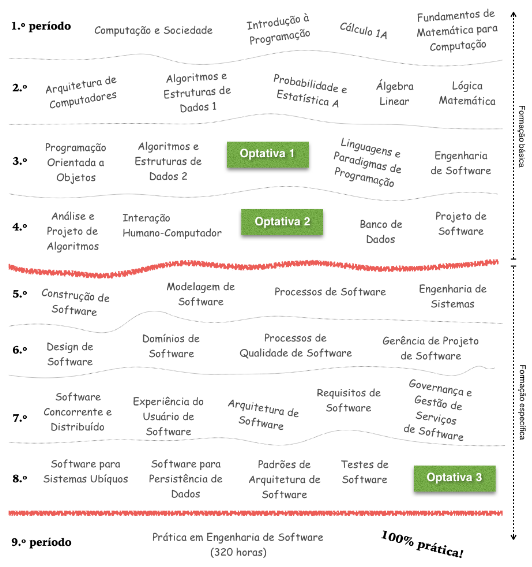 1.º período
Computação e Sociedade
Introdução à
Programação
Cálculo 1A
Fundamentos de
Matemática para
Computação
2.º
Arquitetura de
Computadores
Algoritmos e
Estruturas de
Dados 1
Probabilidade e
Estatística A
Álgebra
Linear
Lógica
Matemática
3.º
Programação
Orientada a
Objetos
Algoritmos e
Estruturas de
Dados 2
Optativa 1
Linguagens e
Paradigmas de
Programação
Engenharia
de Software
4.º
Análise e
Projeto de
Algoritmos
Interação
Humano-Computador
Optativa 2
Banco de
Dados
Projeto de
Software
Formação básica
5.º
Construção de
Software
Modelagem de
Software
Processos de Software
Engenharia de
Sistemas
6.º
Design de
Software
Domínios de
Software
Processos de
Qualidade de Software
Gerência de Projeto
de Software
7.º
Software
Concorrente e
Distribuído
Experiência do
Usuário de
Software
Arquitetura de
Software
Requisitos de
Software
Governança e
Gestão de
Serviços
de Software
8.º
Software para
Sistemas Ubíquos
Software para
Persistência de
Dados
Padrões de
Arquitetura de
Software
Testes de
Software
Optativa 3
Formação específica
9.º período
Prática em Engenharia de Software
(320 horas)
100% prática!